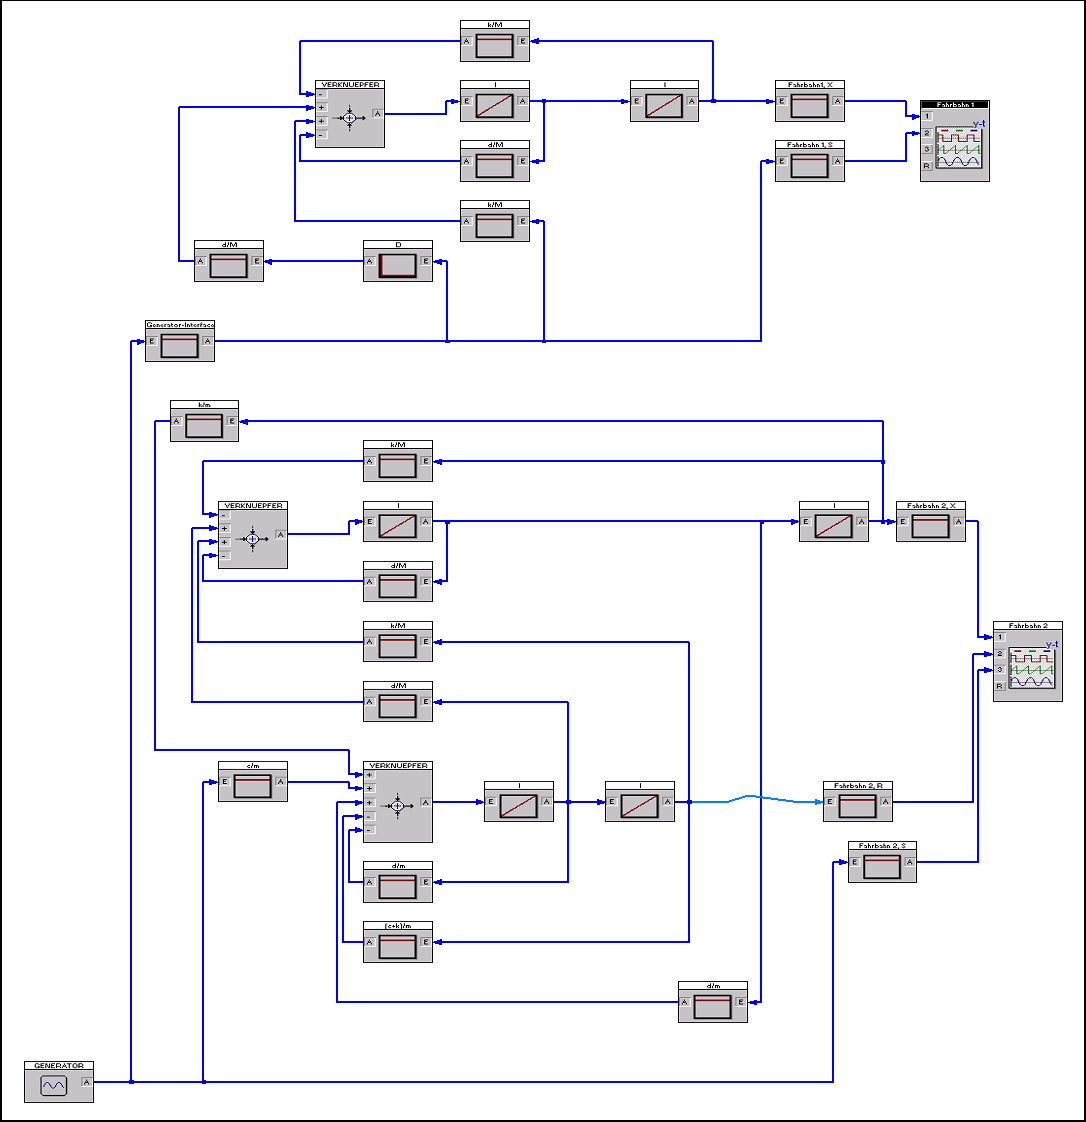 k/M
A E
VERKNUEPFER
-
+
+
-
A
I
E A
I
E A
Fahrbahn1, X
E A
Fahrbahn 1
1
2
3
R
y-t
d/M
A E
Fahrbahn 1, S
E A
k/M
A E
d/M
A E
D
A E
Generator-Interface
E A
k/m
A E
k/M
A E
VERKNUEPFER
-
+
+
-
A
I
E A
I
E A
Fahrbahn 2, X
E A
d/M
A E
k/M
A E
Fahrbahn 2
1
2
3
R
y-t
d/M
A E
c/m
E A
VERKNUEPFER
+
+
+
-
-
A
I
E A
I
E A
Fahrbahn 2, R
E A
Fahrbahn 2, S
E A
d/m
A E
(c+k)/m
A E
d/m
A E
GENERATOR
A